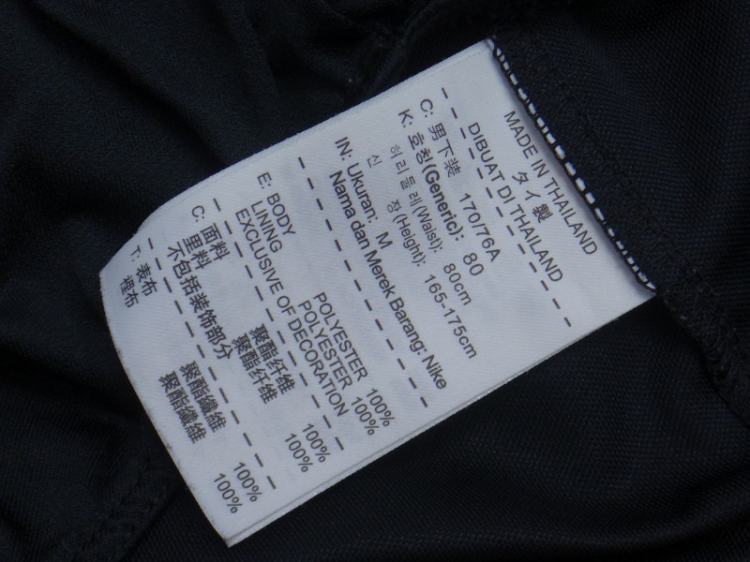 MADE IN THAILAND
タイ製
DIBUAT DI THAILAND
C: 男下装 170/76A
K: 호칭(Generic): 80
허리둘레(Waist): 80cm
신 장(Height): 165-175cm
IN: Ukuran: M
Nama dan Merek Barang: Nike
E: BODY POLYESTER 100%
LINING POLYESTER 100%
EXCLUSIVE OF DECORATION
C: 面料 聚酯纤维 100%
里料 聚酯纤维 100%
不包括装饰部分
T: 表布 聚酯纖維 100%
裡布 聚酯纖維 100%